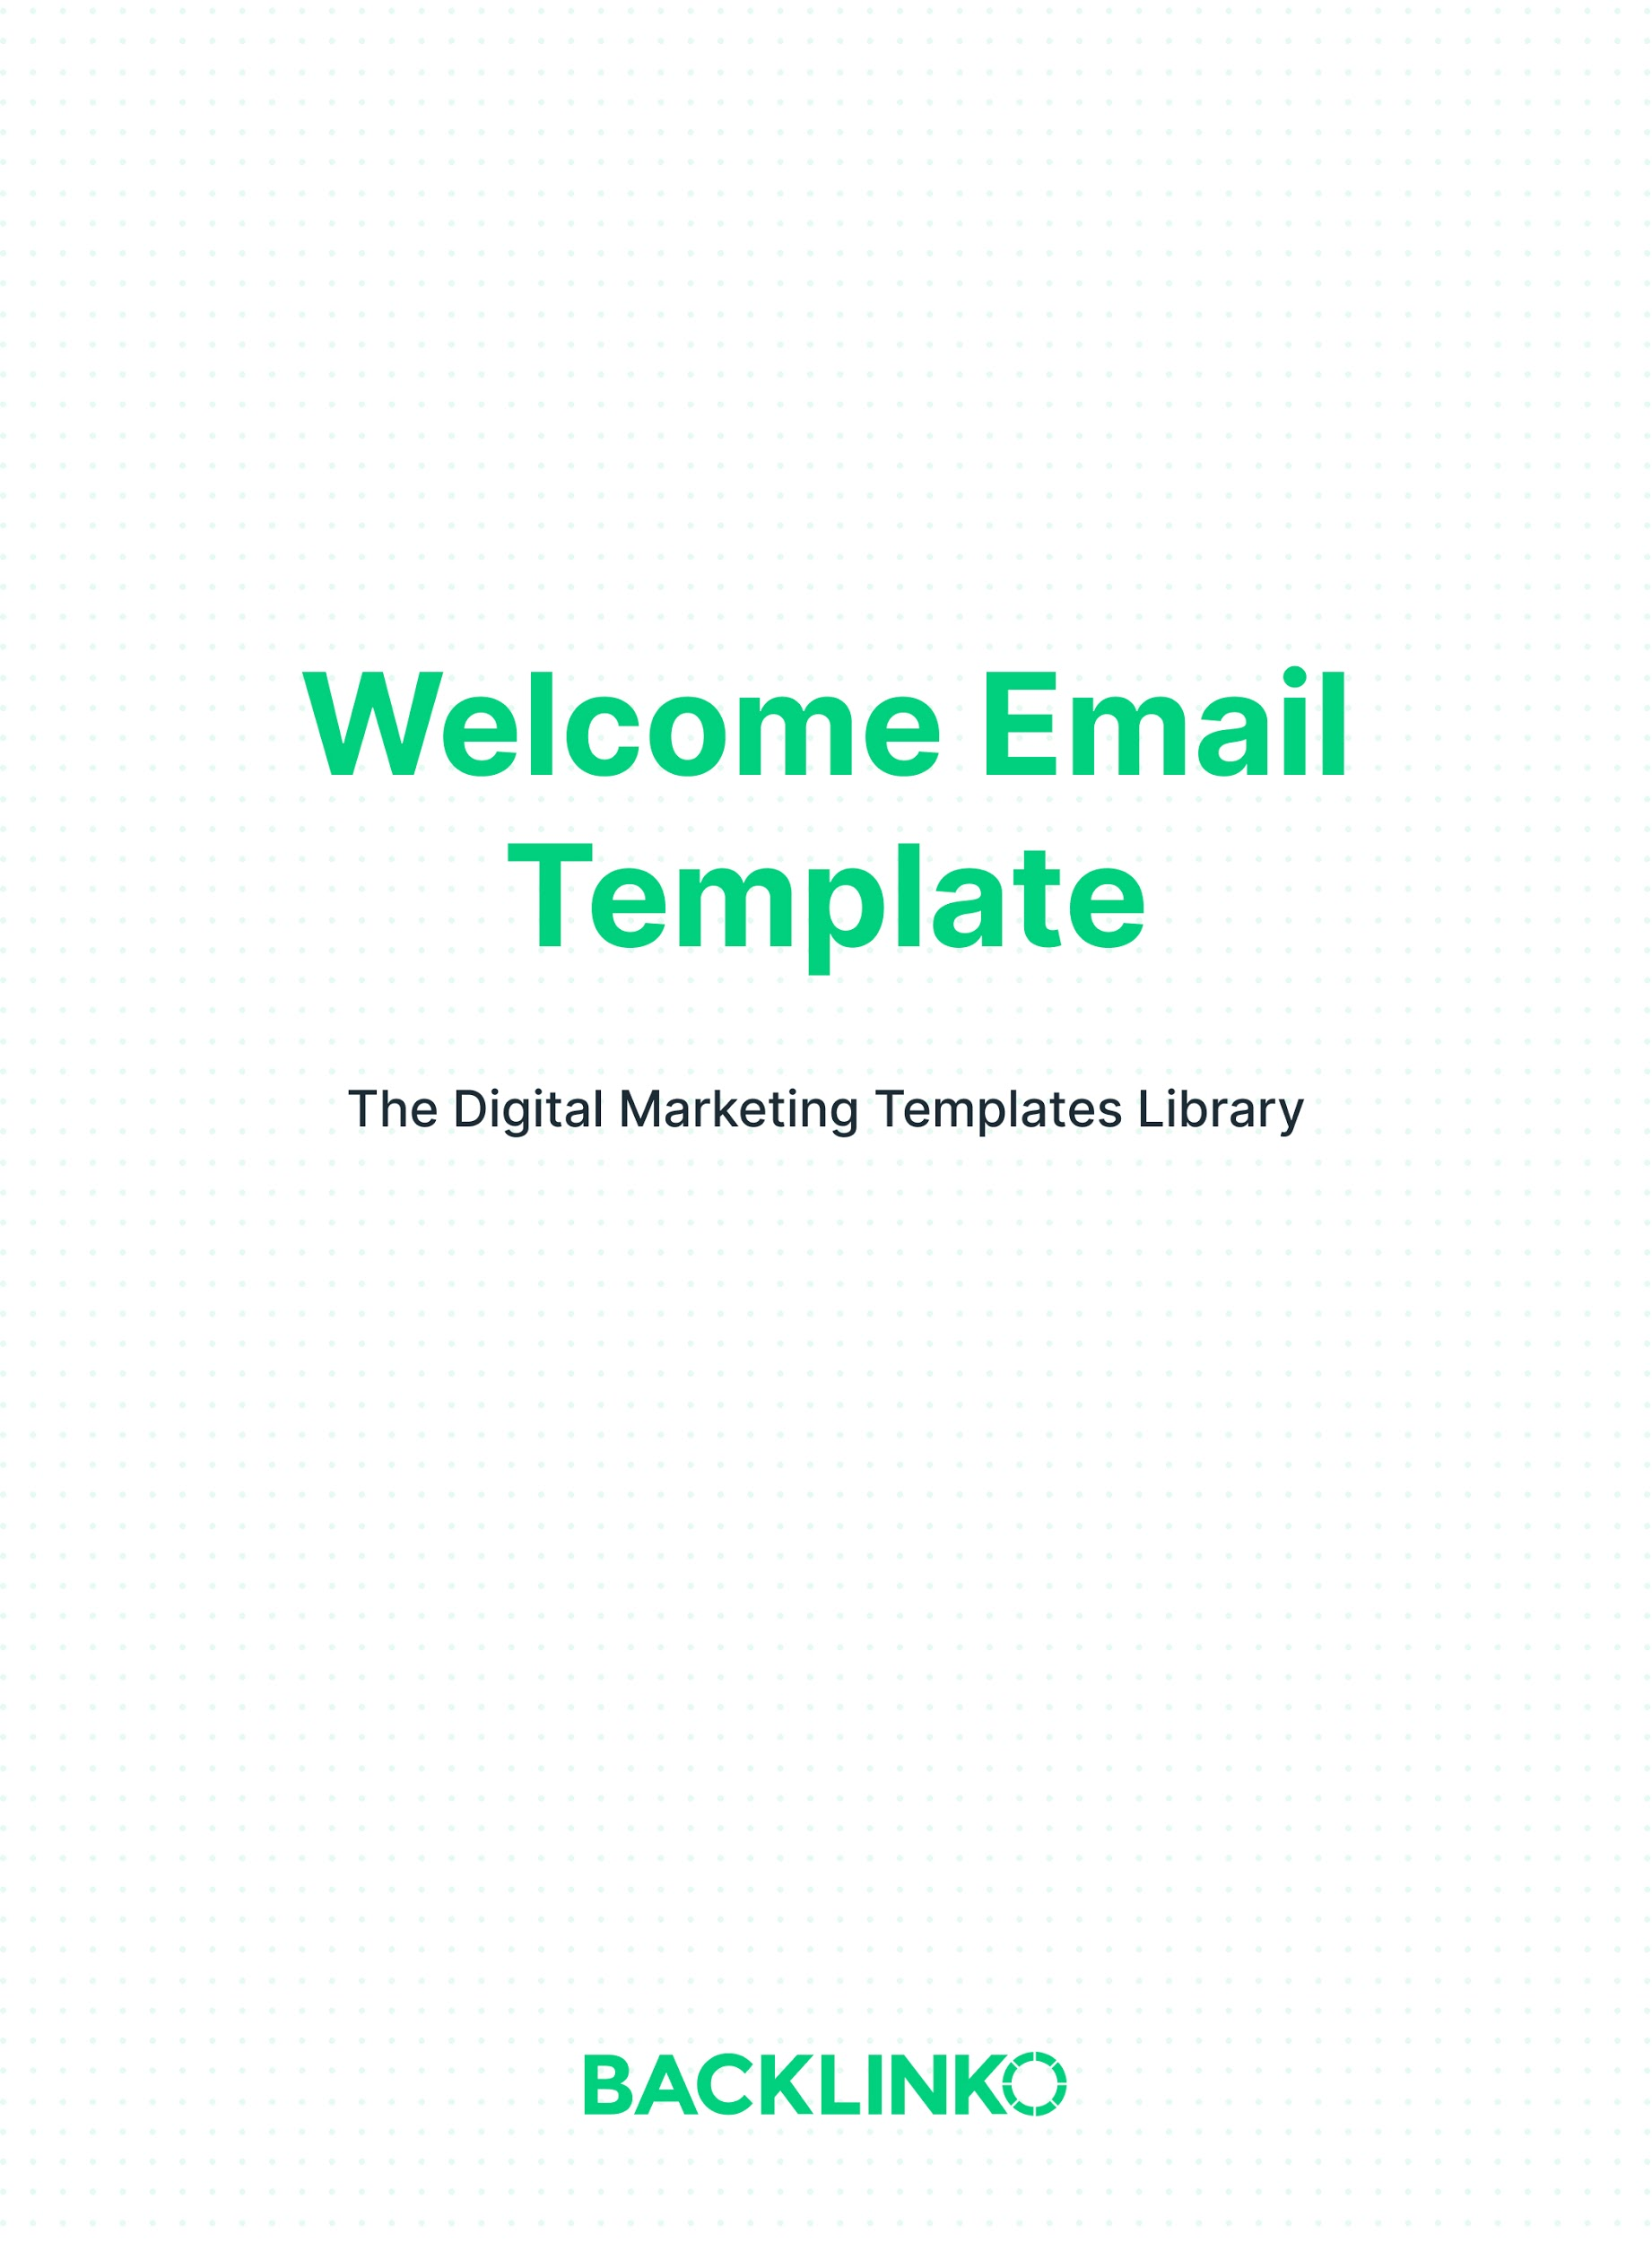 Welcome Email
Template
The Digital Marketing Templates Library
BACKLINKO